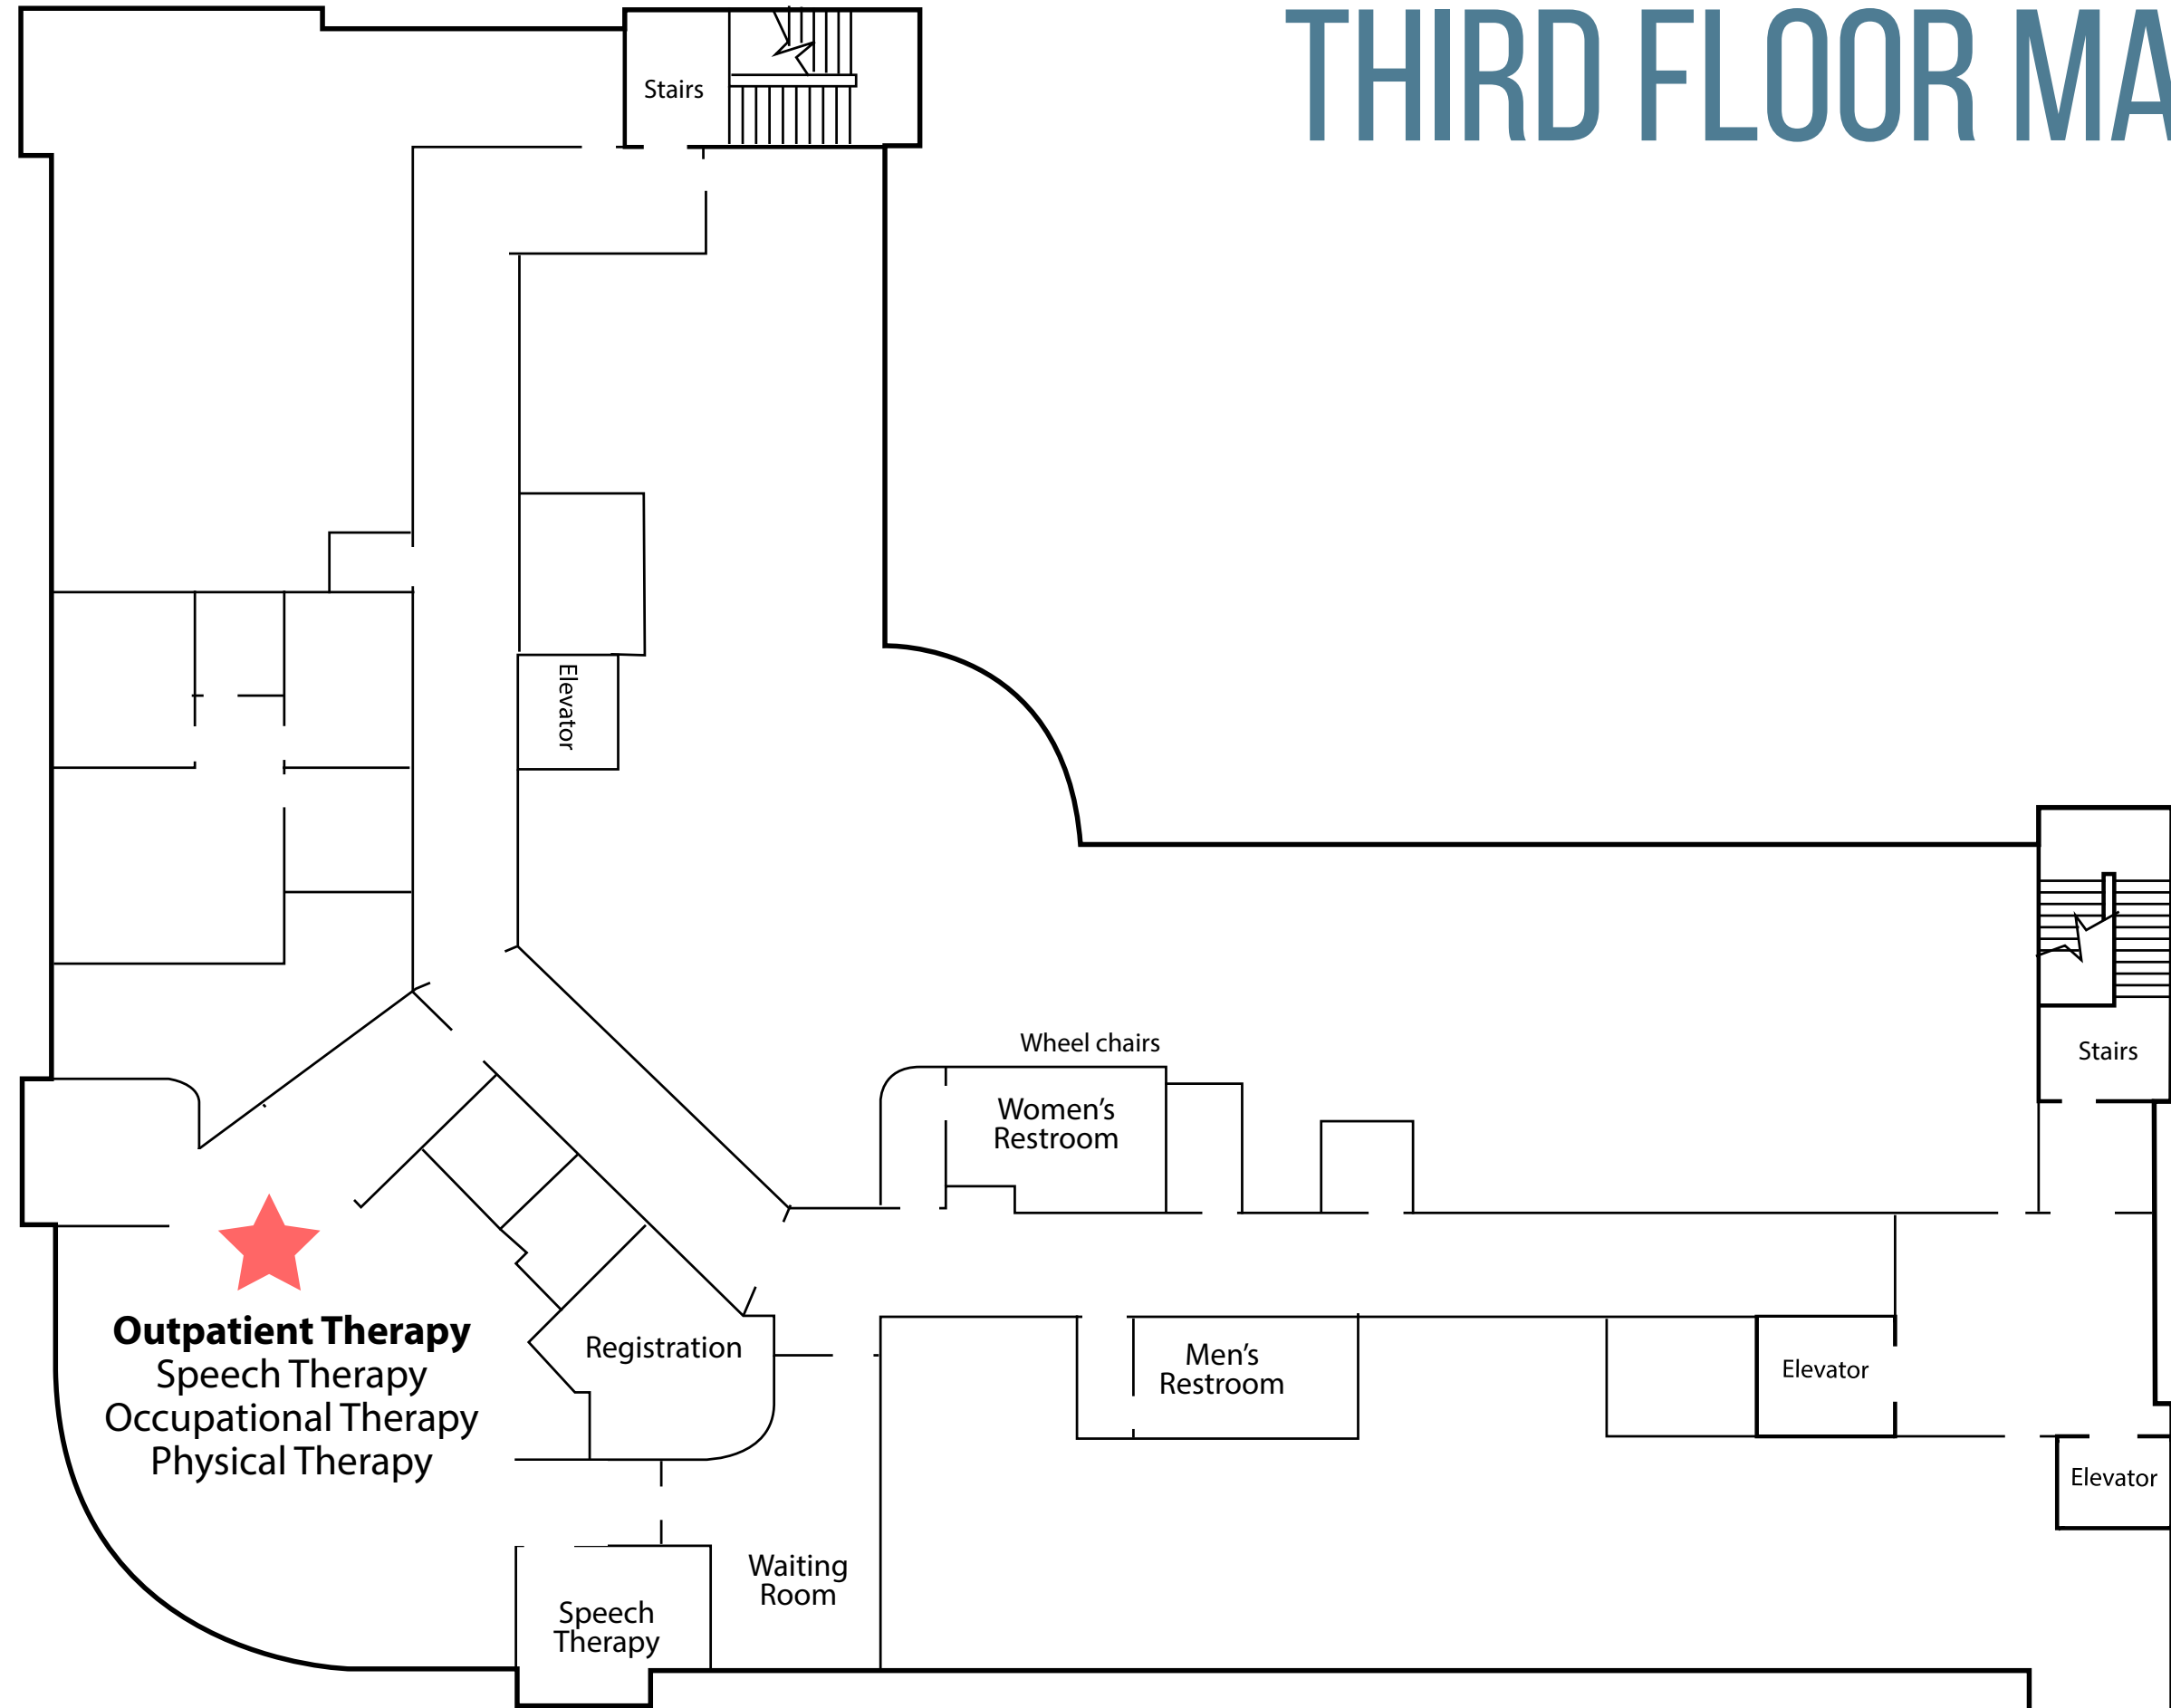 THIRD FLOOR MA
Stairs
Elevator
Wheel chairs
Women's
Restroom
Stairs
Outpatient Therapy
Speech Therapy
Occupational Therapy
Physical Therapy
Registration
Men's
Restroom
Elevator
Elevator
Waiting
Room
Speech
Therapy